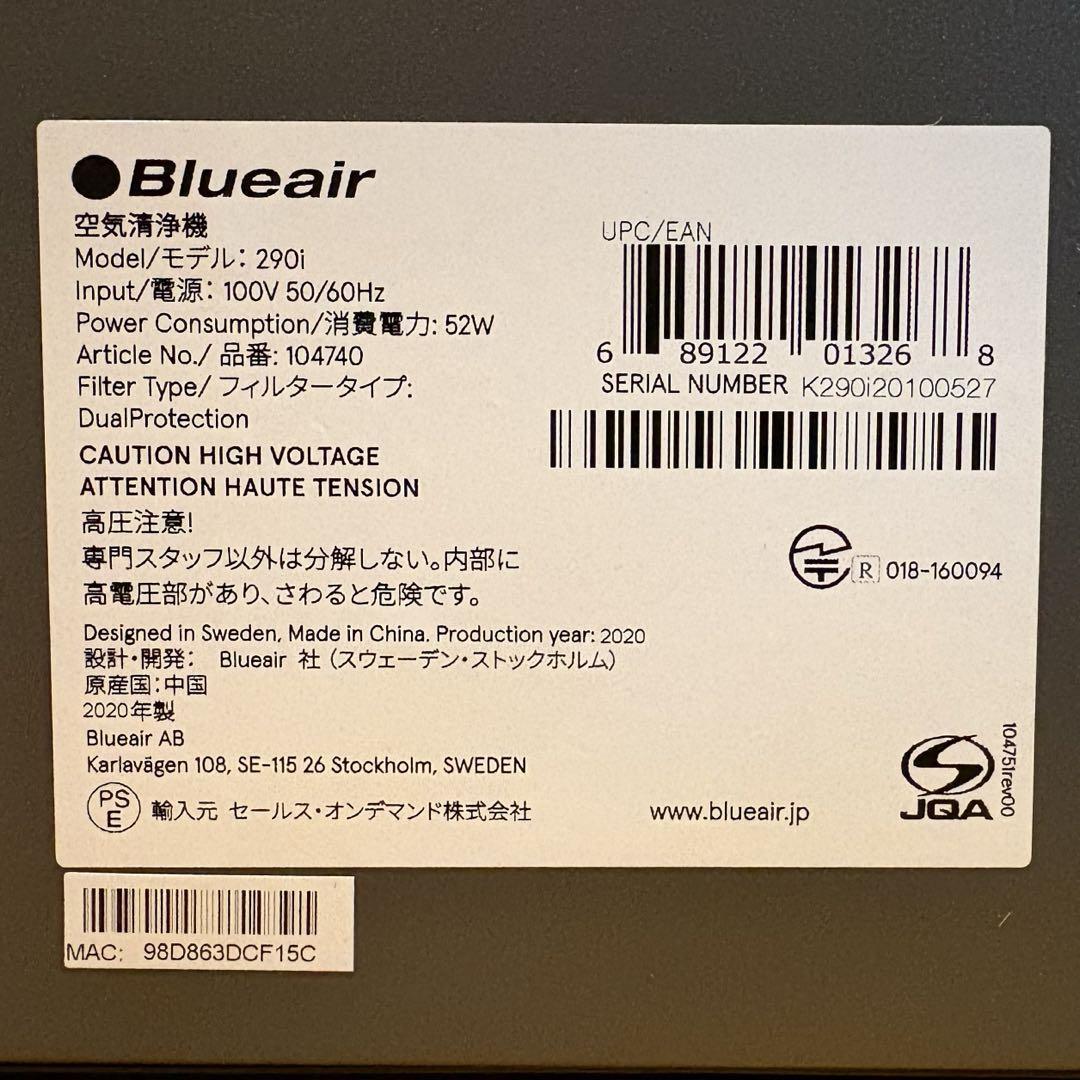 Blueair
空気清浄機
Model/モデル: 290i
Input/電源: 100V 50/60Hz
Power Consumption/消費電力: 52W
Article No./ 品番: 104740
Filter Type/ フィルタータイプ:
DualProtection
CAUTION HIGH VOLTAGE
ATTENTION HAUTE TENSION
高圧注意!
専門スタッフ以外は分解しない。内部に
高電圧部があり、さわると危険です。
UPC/EAN
6 89122 01326 8
SERIAL NUMBER K290i20100527
R 018-160094
Designed in Sweden, Made in China. Production year: 2020
設計・開発: Blueair 社 (スウェーデン・ストックホルム)
原産国:中国
2020年製
Blueair AB
Karlavägen 108, SE-115 26 Stockholm, SWEDEN
PS
E
輸入元 セールス・オンデマンド株式会社
www.blueair.jp
JQA
104751rev00
MAC: 98D863DCF15C